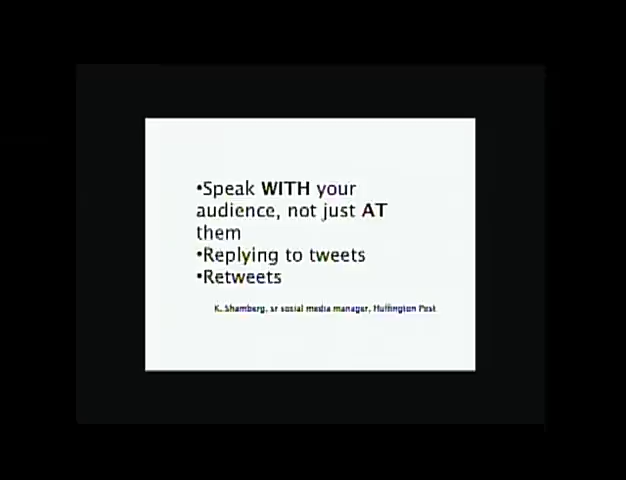 •Speak WITH your
audience, not just AT
them
•Replying to tweets
•Retweets
K. Shamberg, sr social media manager, Huffington Post